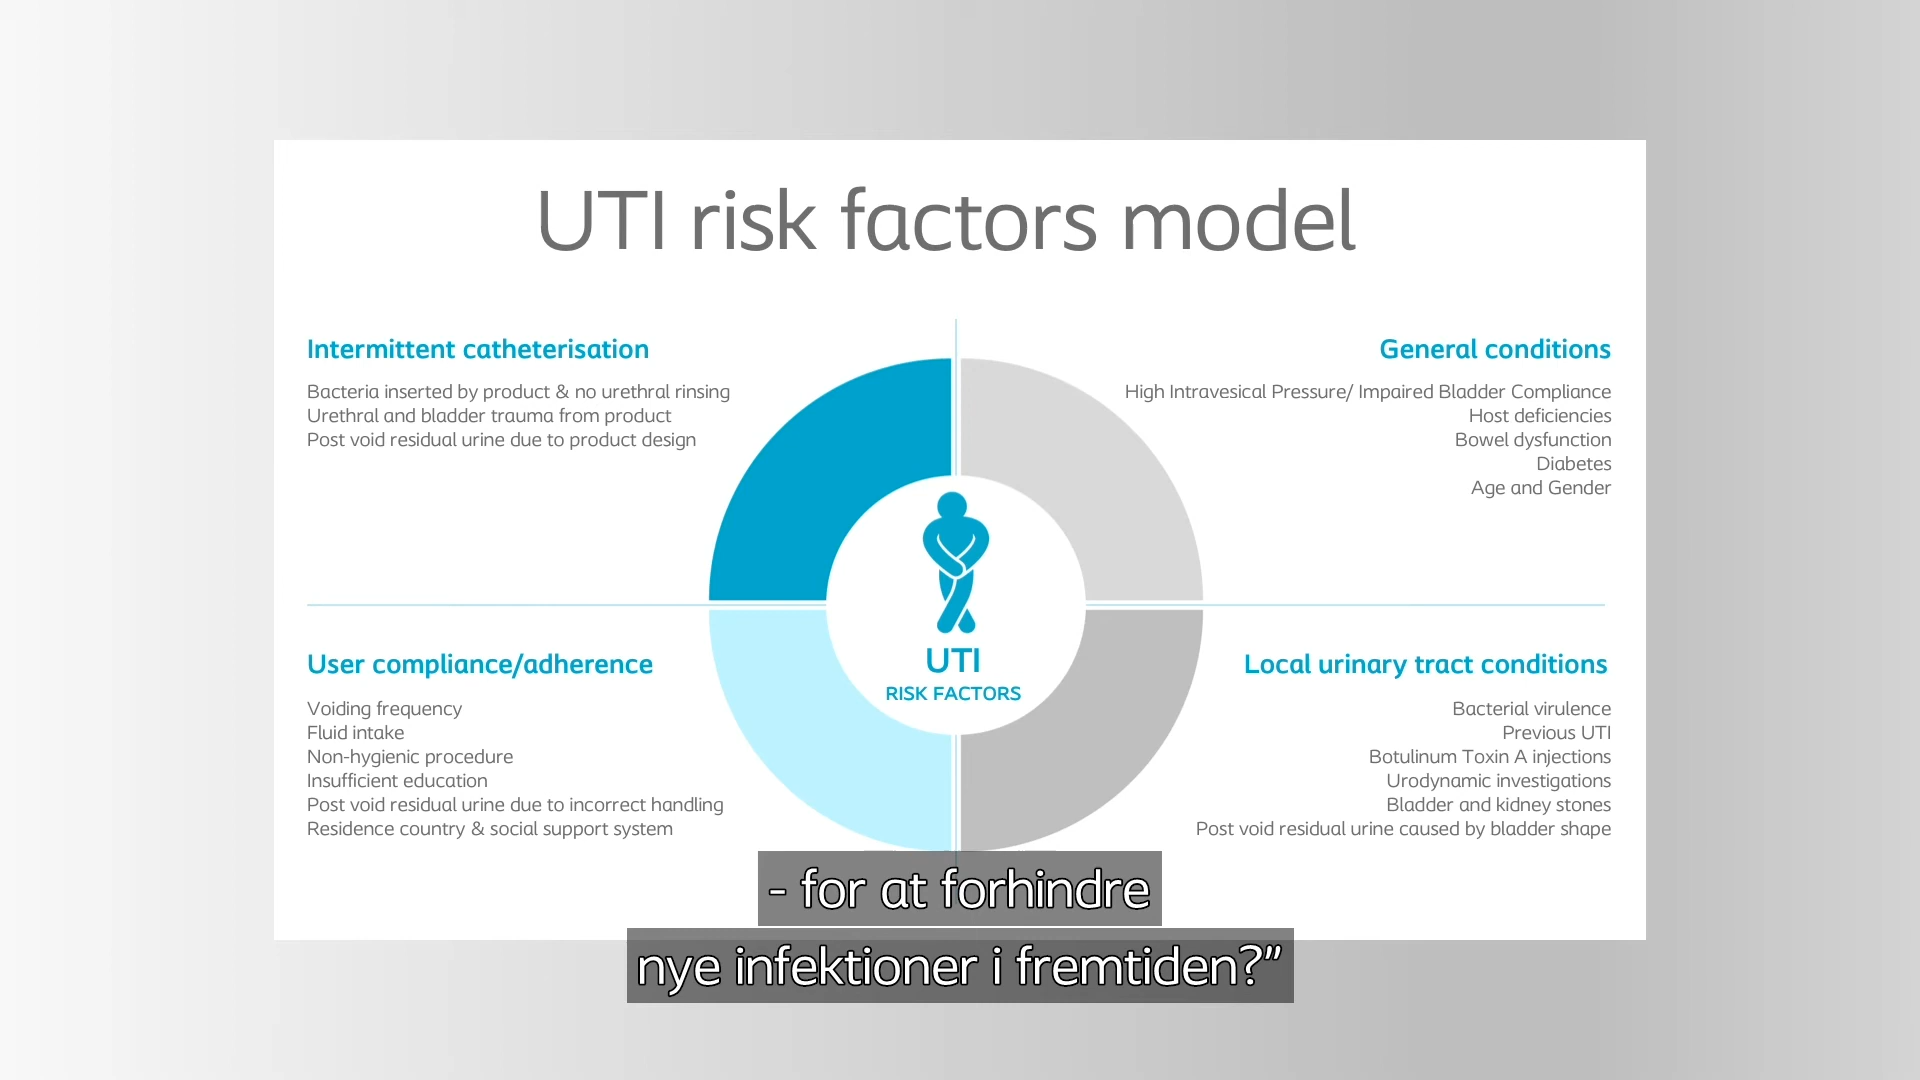 UTI risk factors model
Intermittent catheterisation
Bacteria inserted by product & no urethral rinsing
Urethral and bladder trauma from product
Post void residual urine due to product design
General conditions
High Intravesical Pressure/ Impaired Bladder Compliance
Host deficiencies
Bowel dysfunction
Diabetes
Age and Gender
UTI
RISK FACTORS
User compliance/adherence
Voiding frequency
Fluid intake
Non-hygienic procedure
Insufficient education
Post void residual urine due to incorrect handling
Residence country & social support system
Local urinary tract conditions
Bacterial virulence
Previous UTI
Botulinum Toxin A injections
Urodynamic investigations
Bladder and kidney stones
Post void residual urine caused by bladder shape
- for at forhindre
nye infektioner i fremtiden?”